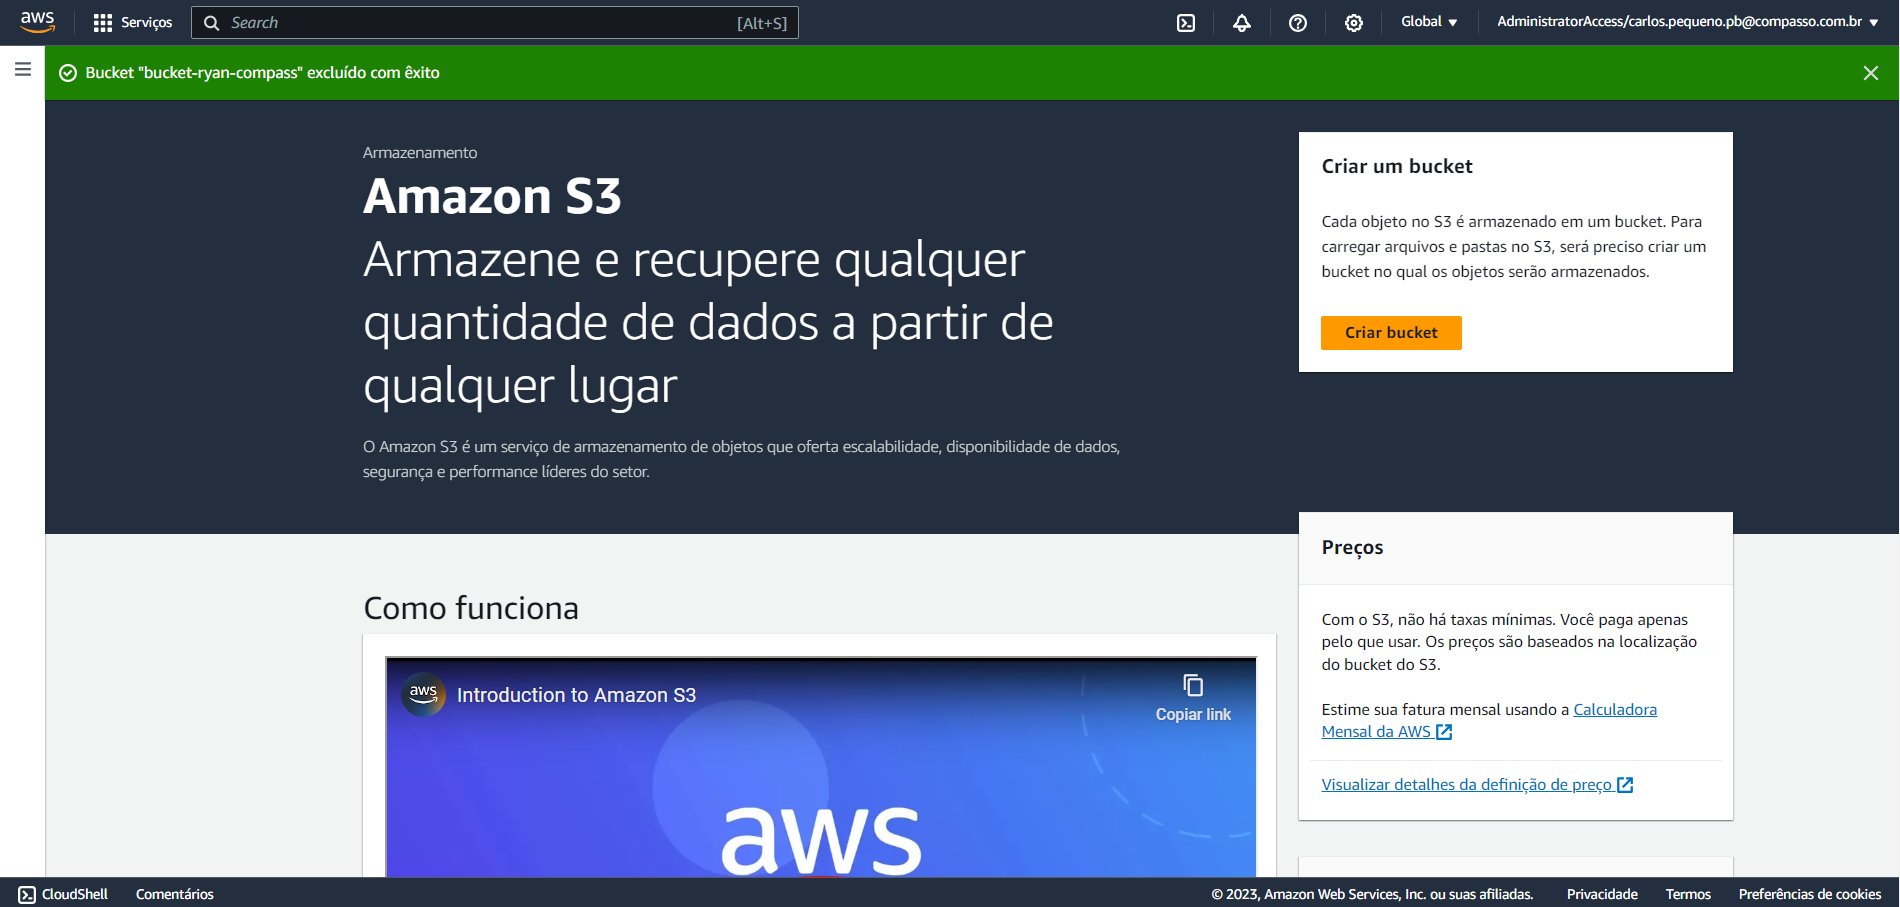 aws
Serviços
Search
[Alt+S]
Global
AdministratorAccess/carlos.pequeno.pb@compasso.com.br
Bucket "bucket-ryan-compass" excluído com êxito
Armazenamento
Amazon S3
Armazene e recupere qualquer
quantidade de dados a partir de
qualquer lugar
O Amazon S3 é um serviço de armazenamento de objetos que oferta escalabilidade, disponibilidade de dados,
segurança e performance líderes do setor.
Criar um bucket
Cada objeto no S3 é armazenado em um bucket. Para
carregar arquivos e pastas no S3, será preciso criar um
bucket no qual os objetos serão armazenados.
Criar bucket
Como funciona
aws
Introduction to Amazon S3
Copiar link
aws
Preços
Com o S3, não há taxas mínimas. Você paga apenas
pelo que usar. Os preços são baseados na localização
do bucket do S3.
Estime sua fatura mensal usando a Calculadora
Mensal da AWS
Visualizar detalhes da definição de preço
CloudShell
Comentários
© 2023, Amazon Web Services, Inc. ou suas afiliadas.
Privacidade
Termos
Preferências de cookies